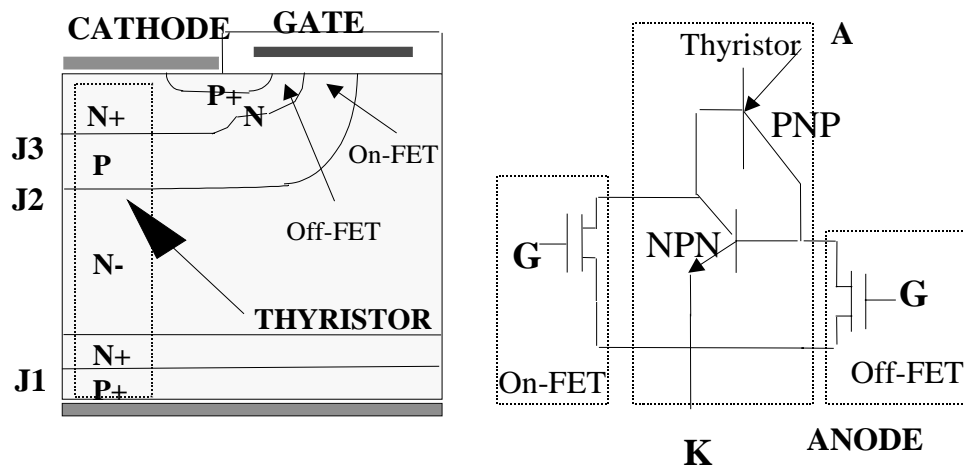 CATHODE
GATE
P+
N+
N
J3
P
On-FET
J2
Off-FET
N-
THYRISTOR
N+
J1
P+
Thyristor
A
PNP
G
NPN
G
On-FET
Off-FET
K
ANODE